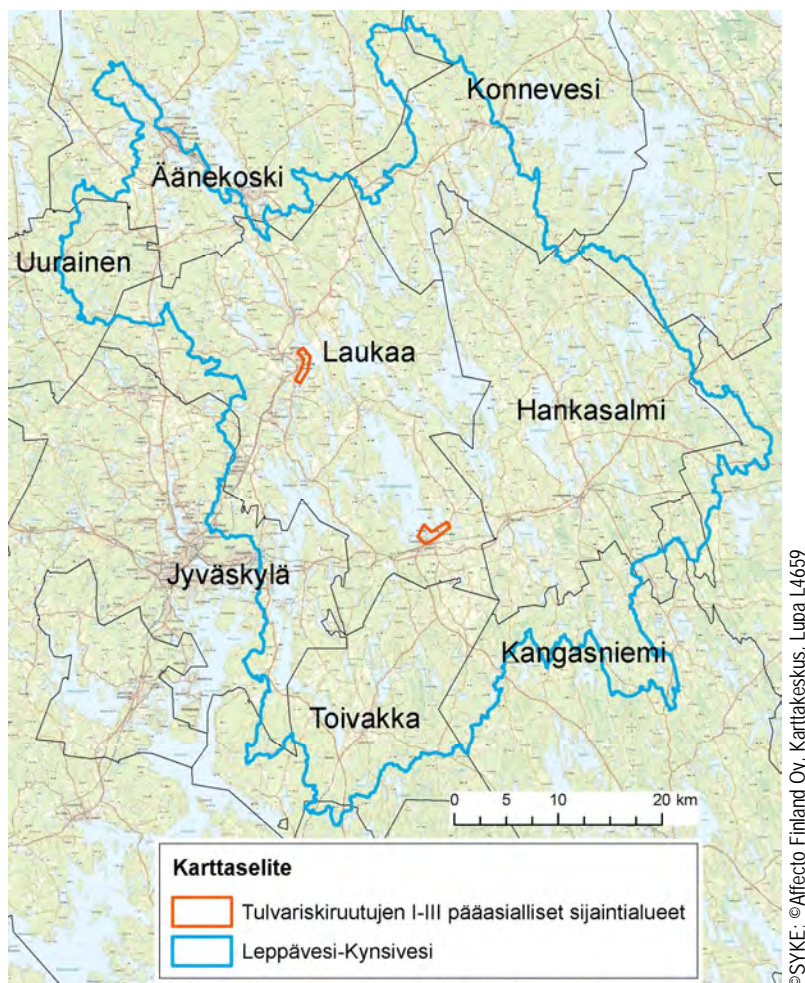 Konnevesi
Äänekoski
Uurainen
Laukaa
Hankasalmi
Jyväskylä
Kangasniemi
Toivakka
0 5 10 20 km
Karttaselite
Tulvariskiruutujen I-III pääasialliset sijaintialueet
Leppävesi-Kynsivesi
©SYKE; ©Affecto Finland Oy, Karttakeskus, Lupa L4659